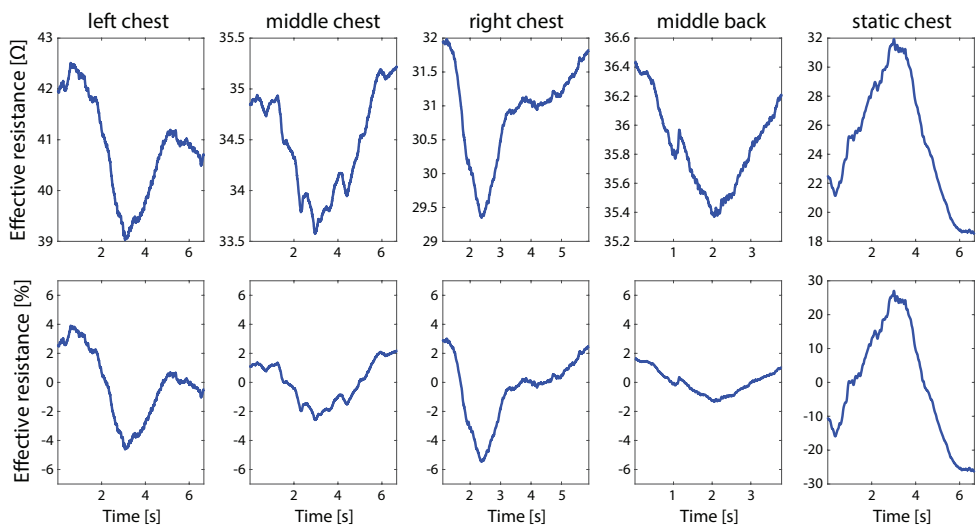 left chest middle chest right chest middle back static chest
Effective resistance [Ω]
43 42 41 40 39
2 4 6
35.5 35 34.5 34 33.5
2 4 6
32 31.5 31 30.5 30 29.5 29
2 3 4 5
36.6 36.4 36.2 36 35.8 35.6 35.4 35.2
1 2 3
32 30 28 26 24 22 20 18
2 4 6
Effective resistance [%]
6 4 2 0 -2 -4 -6
2 4 6
6 4 2 0 -2 -4 -6
2 4 6
6 4 2 0 -2 -4 -6
2 3 4 5
6 4 2 0 -2 -4 -6
1 2 3
30 20 10 0 -10 -20 -30
2 4 6
Time [s] Time [s] Time [s] Time [s] Time [s]